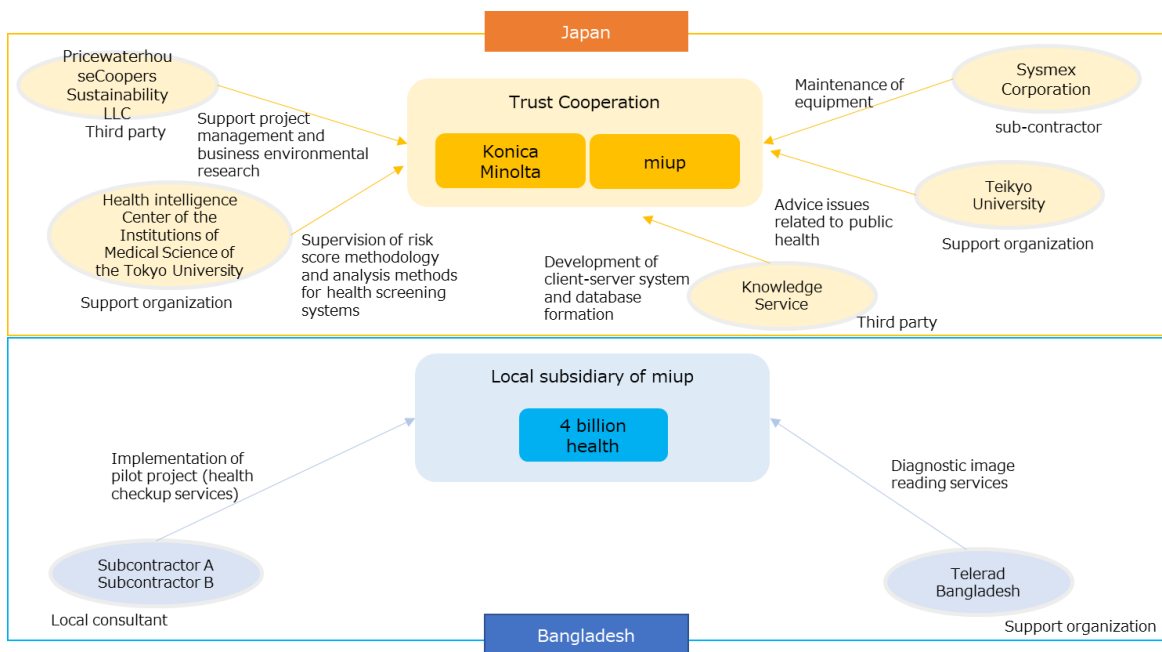 Japan
Pricewaterhou
seCoopers
Sustainability
LLC
Third party
Support project
management and
business environmental
research
Trust Cooperation
Konica
Minolta
miup
Maintenance of
equipment
Sysmex
Corporation
sub-contractor
Health intelligence
Center of the
Institutions of
Medical Science of
the Tokyo University
Support organization
Supervision of risk
score methodology
and analysis methods
for health screening
systems
Advice issues
related to public
health
Teikyo
University
Support organization
Development of
client-server system
and database
formation
Knowledge
Service
Third party
Local subsidiary of miup
4 billion
health
Implementation of
pilot project (health
checkup services)
Diagnostic image
reading services
Subcontractor A
Subcontractor B
Local consultant
Telerad
Bangladesh
Support organization
Bangladesh